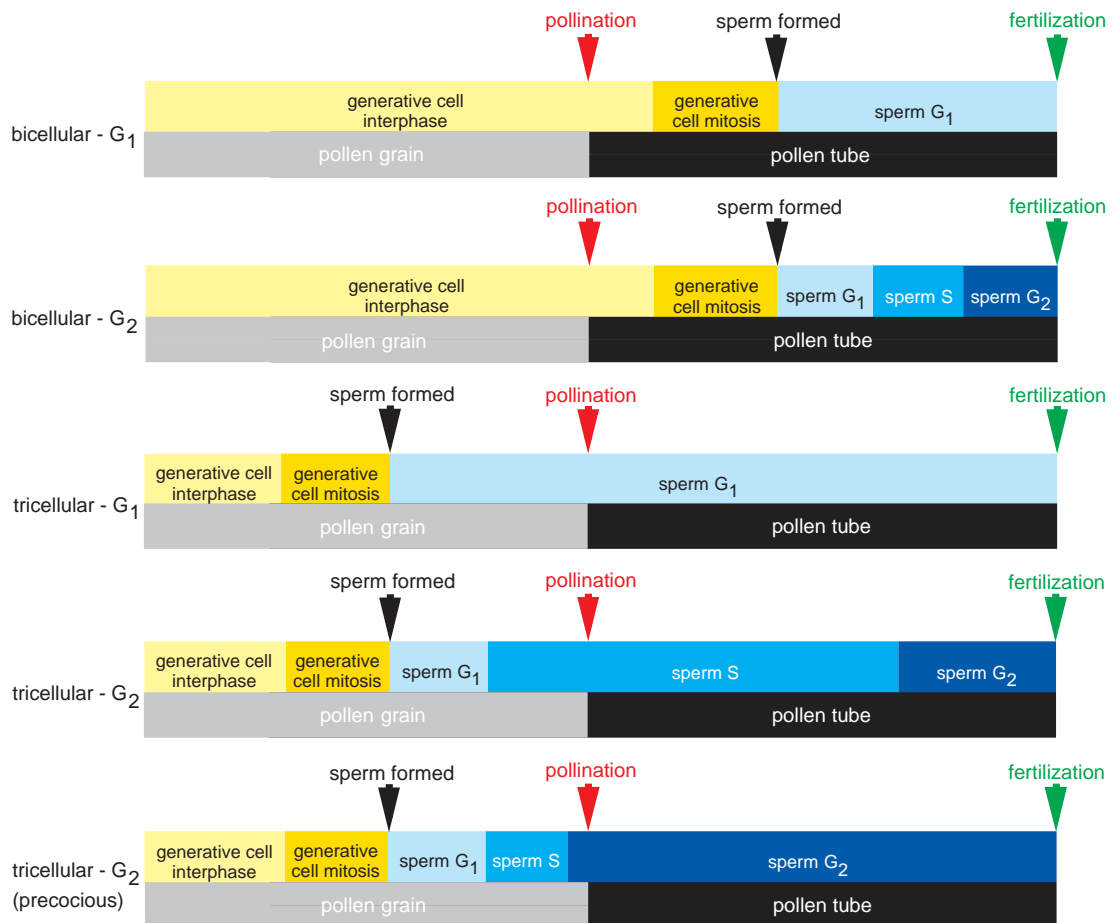 pollination sperm formed fertilization
generative cell
interphase
generative
cell mitosis
sperm G1
bicellular - G1
pollen grain pollen tube
pollination sperm formed fertilization
generative cell
interphase
generative
cell mitosis
sperm G1 sperm S sperm G2
bicellular - G2
pollen grain pollen tube
sperm formed pollination fertilization
generative cell
interphase
generative
cell mitosis
sperm G1
tricellular - G1
pollen grain pollen tube
sperm formed pollination fertilization
generative cell
interphase
generative
cell mitosis
sperm G1 sperm S sperm G2
tricellular - G2
pollen grain pollen tube
sperm formed pollination fertilization
generative cell
interphase
generative
cell mitosis
sperm G1 sperm S sperm G2
tricellular - G2
(precocious)
pollen grain pollen tube